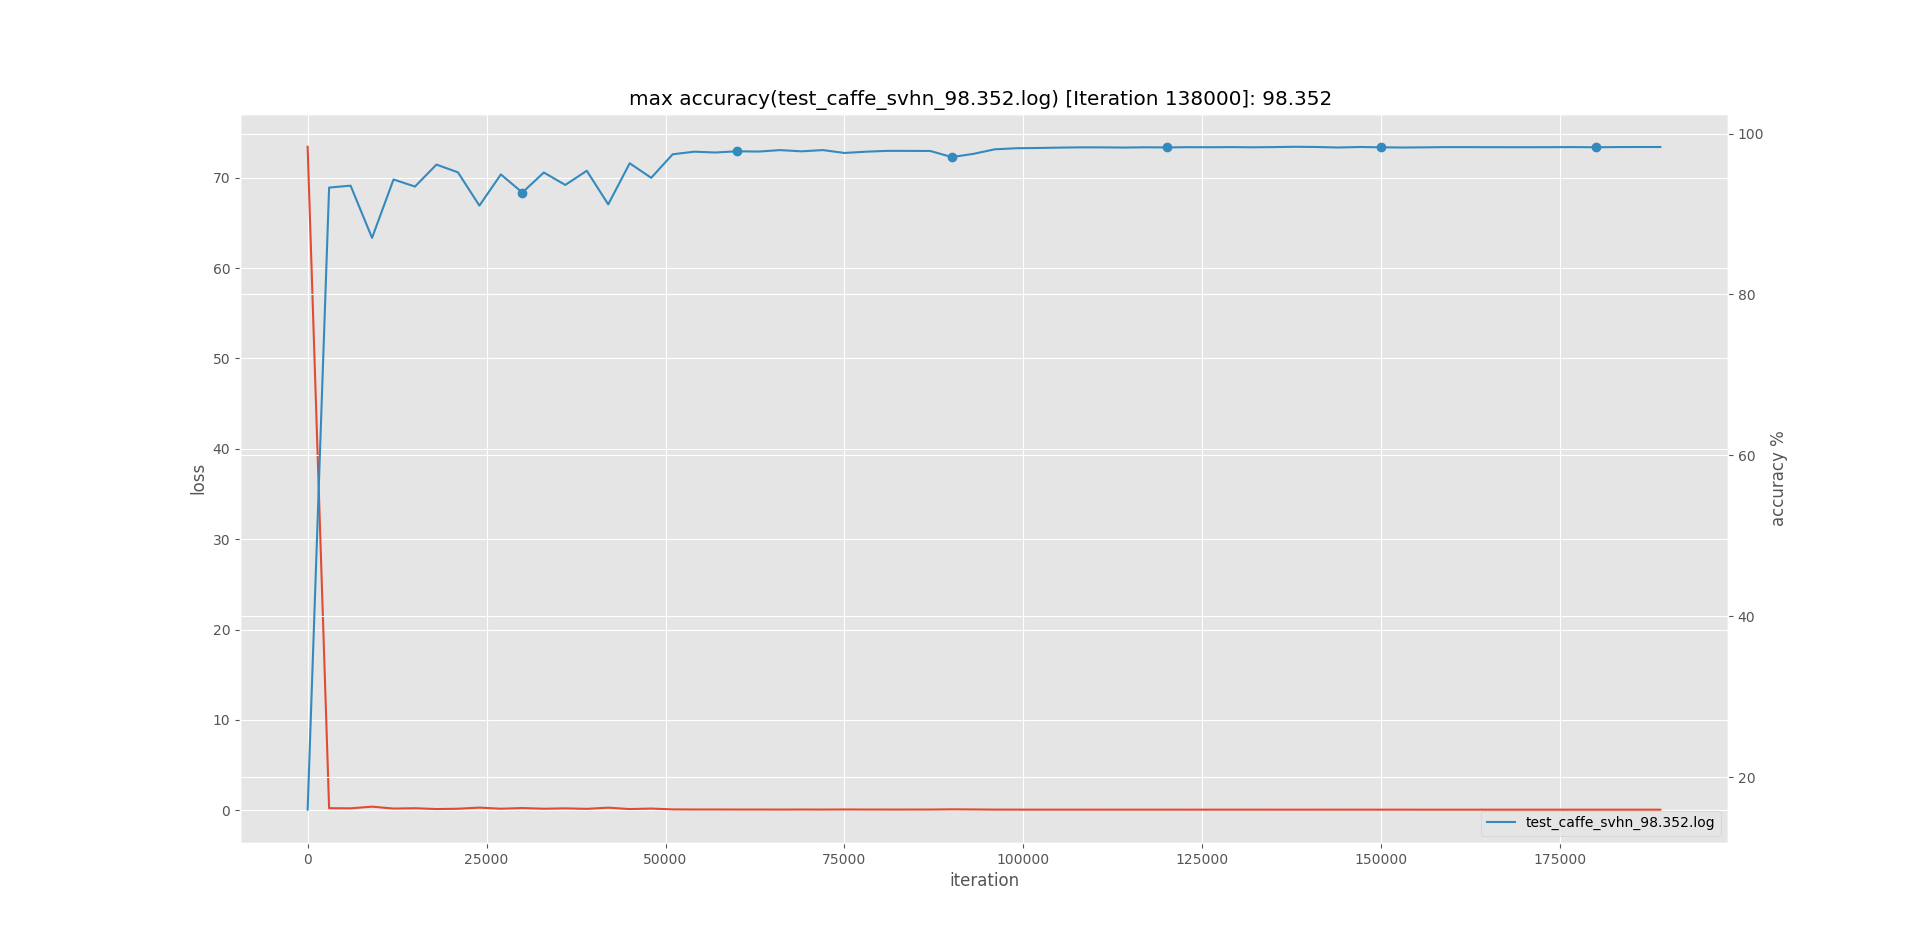 max accuracy(test_caffe_svhn_98.352.log) [Iteration 138000]: 98.352
70
60
50
40
30
20
10
0
loss
100
80
60
40
20
accuracy %
test_caffe_svhn_98.352.log
0 25000 50000 75000 100000 125000 150000 175000
iteration